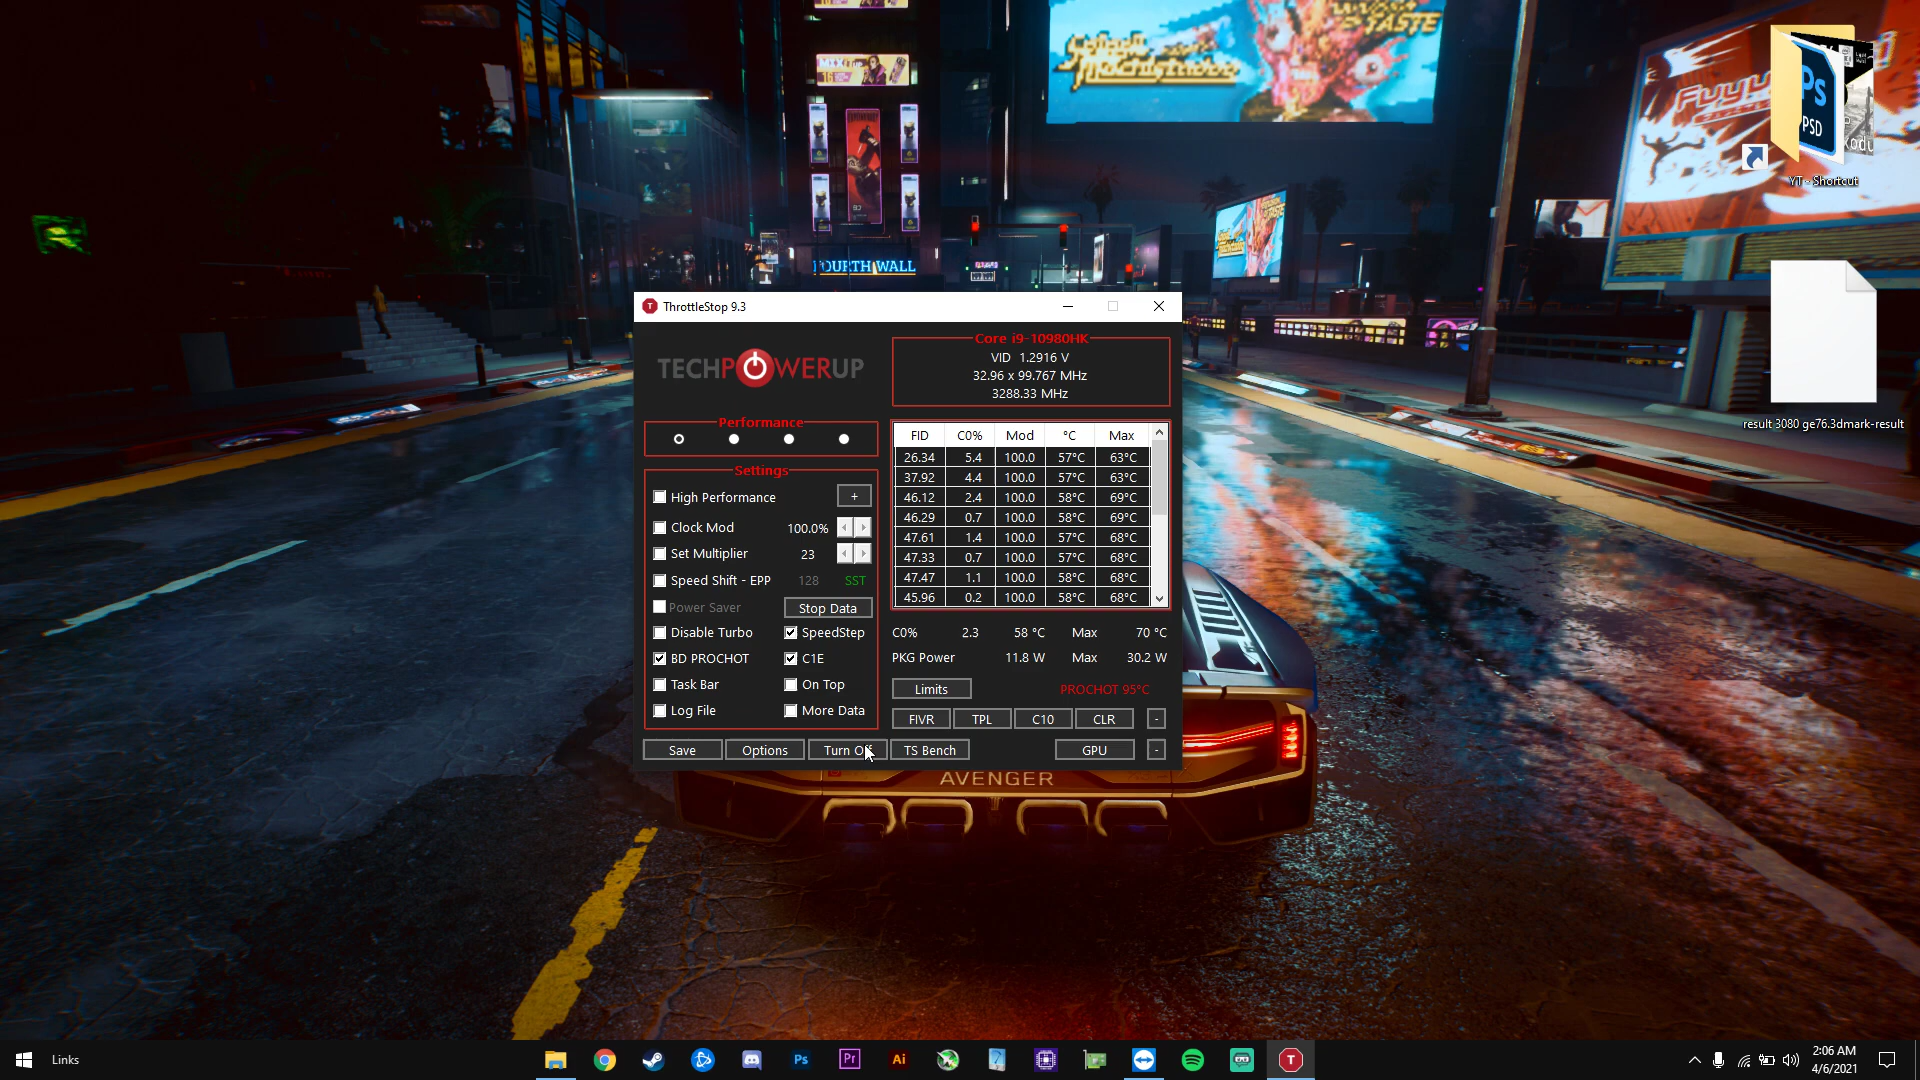 TASTE
FOURTH WALL
Ps
PSD
YT - Shortcut
result 3080 ge76.3dmark-result
ThrottleStop 9.3
TECHPOWERUP
Core i9-10980HK
VID 1.2916 V
32.96 x 99.767 MHz
3288.33 MHz
Performance
Settings
High Performance +
Clock Mod 100.0%
Set Multiplier 23
Speed Shift - EPP 128 SST
Power Saver Stop Data
Disable Turbo SpeedStep
BD PROCHOT C1E
Task Bar On Top
Log File More Data
FID C0% Mod °C Max
26.34 5.4 100.0 57°C 63°C
37.92 4.4 100.0 57°C 63°C
46.12 2.4 100.0 58°C 69°C
46.29 0.7 100.0 58°C 69°C
47.61 1.4 100.0 57°C 68°C
47.33 0.7 100.0 57°C 68°C
47.47 1.1 100.0 58°C 68°C
45.96 0.2 100.0 58°C 68°C
C0% 2.3 58 °C Max 70 °C
PKG Power 11.8 W Max 30.2 W
Limits PROCHOT 95°C
FIVR TPL C10 CLR -
Save Options Turn Off TS Bench GPU -
AVENGER
Links
Ps
Pr
Ai
T
2:06 AM
4/6/2021